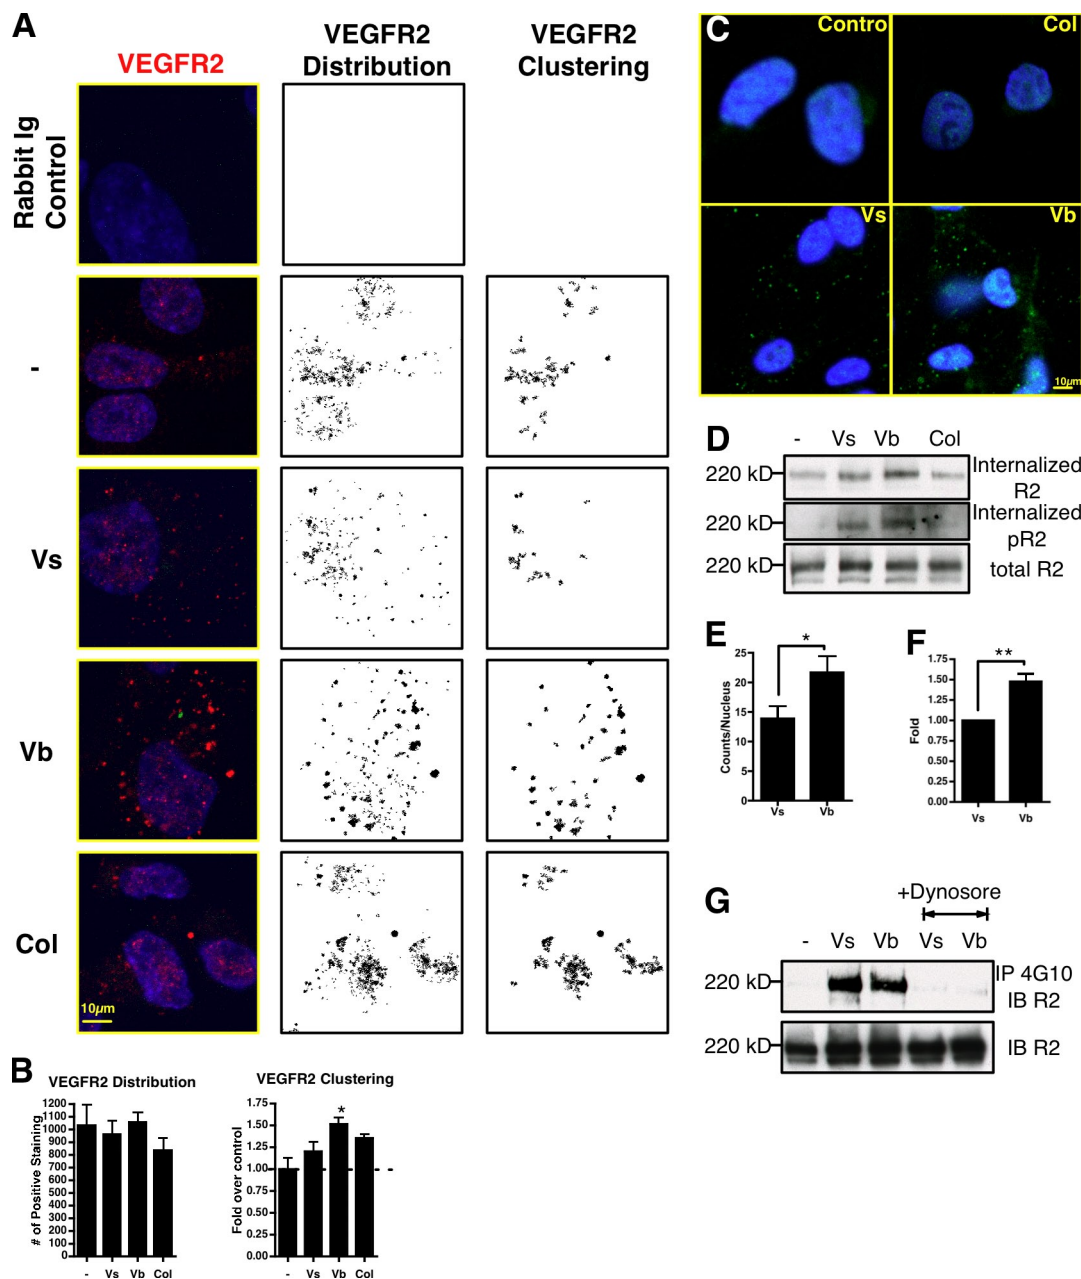 A
VEGFR2
VEGFR2
Distribution
VEGFR2
Clustering
Rabbit Ig
Control
-
Vs
Vb
Col
10µm
B
VEGFR2 Distribution
# of Positive Staining
1200
1100
1000
900
800
700
600
500
400
300
200
100
0
- Vs Vb Col
VEGFR2 Clustering
Fold over control
1.75
1.50
1.25
1.00
0.75
0.50
0.25
0.00
*
- Vs Vb Col
C
Contro
Col
Vs
Vb
10µm
D
- Vs Vb Col
220 kD
Internalized
R2
220 kD
Internalized
pR2
220 kD
total R2
E
Counts/Nucleus
25
20
15
10
5
0
*
Vs Vb
F
Fold
1.75
1.50
1.25
1.00
0.75
0.50
0.25
0.00
**
Vs Vb
G
+Dynosore
- Vs Vb Vs Vb
220 kD
IP 4G10
IB R2
220 kD
IB R2